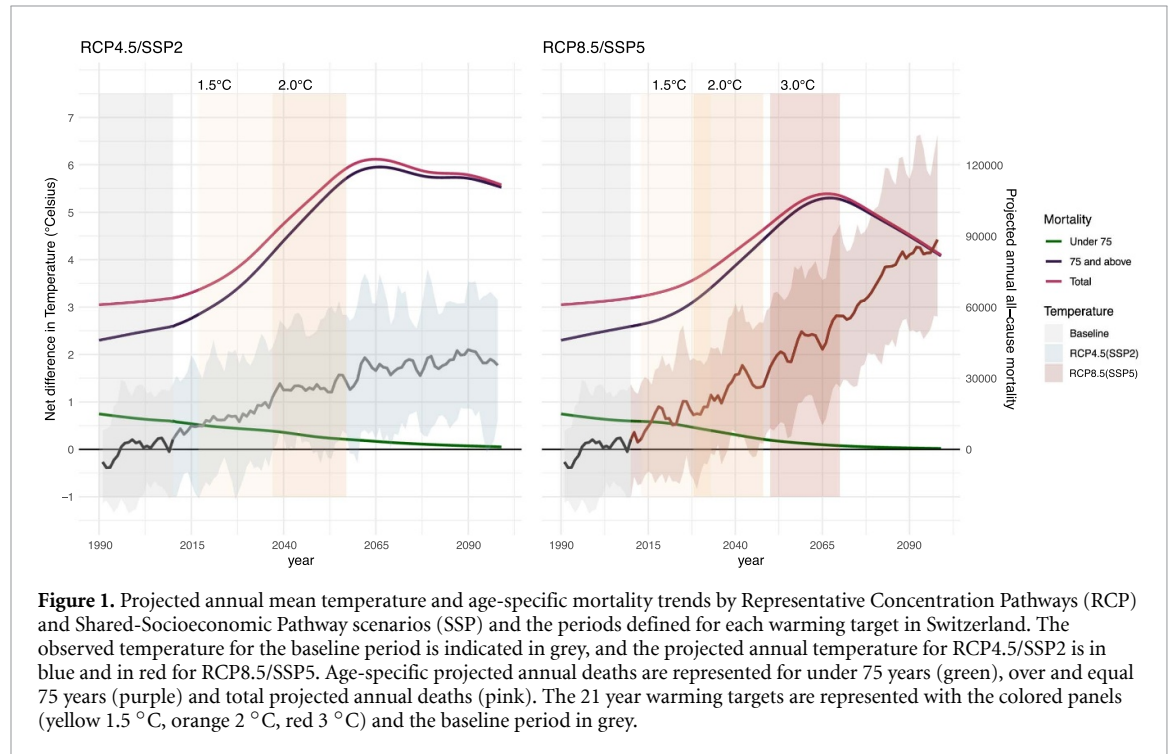 RCP4.5/SSP2
RCP8.5/SSP5
1.5°C
2.0°C
1.5°C
2.0°C
3.0°C
Net difference in Temperature (°Celsius)
7
6
5
4
3
2
1
0
−1
1990
2015
2040
2065
2090
year
1990
2015
2040
2065
2090
year
120000
90000
60000
30000
0
Projected annual all−cause mortality
Mortality
Under 75
75 and above
Total
Temperature
Baseline
RCP4.5(SSP2)
RCP8.5(SSP5)
Figure 1. Projected annual mean temperature and age-specific mortality trends by Representative Concentration Pathways (RCP)
and Shared-Socioeconomic Pathway scenarios (SSP) and the periods defined for each warming target in Switzerland. The
observed temperature for the baseline period is indicated in grey, and the projected annual temperature for RCP4.5/SSP2 is in
blue and in red for RCP8.5/SSP5. Age-specific projected annual deaths are represented for under 75 years (green), over and equal
75 years (purple) and total projected annual deaths (pink). The 21 year warming targets are represented with the colored panels
(yellow 1.5 °C, orange 2 °C, red 3 °C) and the baseline period in grey.